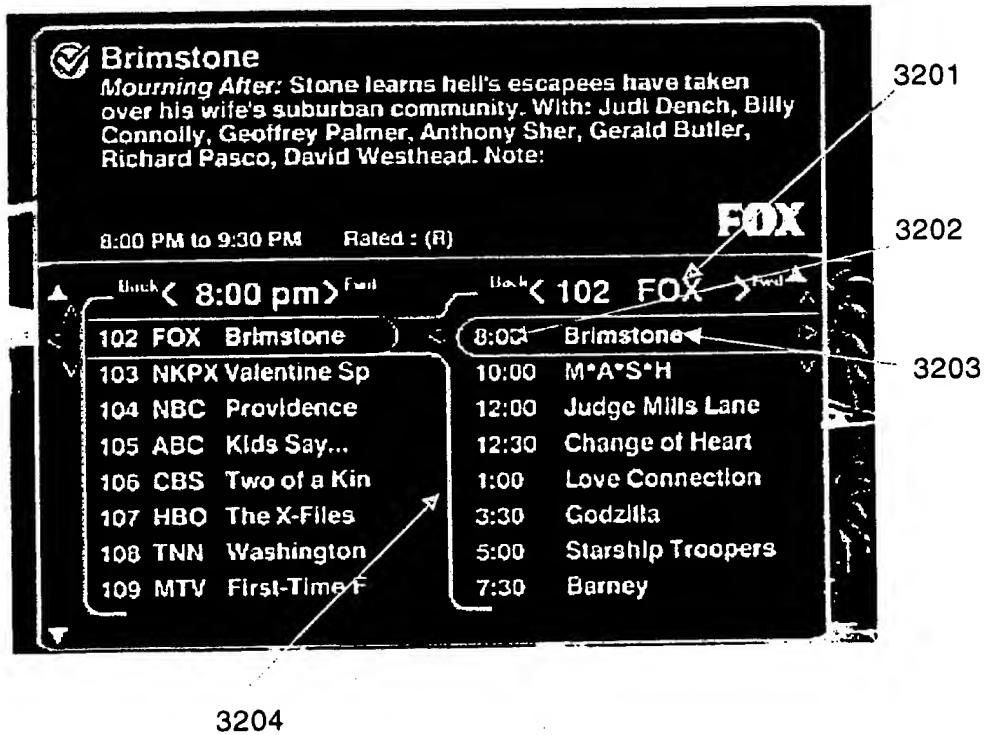 Brimstone
Mourning After: Stone learns hell's escapees have taken
over his wife's suburban community. With: Judi Dench, Billy
Connolly, Geoffrey Palmer, Anthony Sher, Gerald Butler,
Richard Pasco, David Westhead. Note:
FOX
8:00 PM to 9:30 PM Rated : (R)
Back < 8:00 pm > Fwd
102 FOX Brimstone
103 NKPX Valentine Sp
104 NBC Providence
105 ABC Kids Say...
106 CBS Two of a Kin
107 HBO The X-Files
108 TNN Washington
109 MTV First-Time F
Back < 102 FOX > Fwd
8:00 Brimstone
10:00 M*A*S*H
12:00 Judge Mills Lane
12:30 Change of Heart
1:00 Love Connection
3:30 Godzilla
5:00 Starship Troopers
7:30 Barney
3201
3202
3203
3204